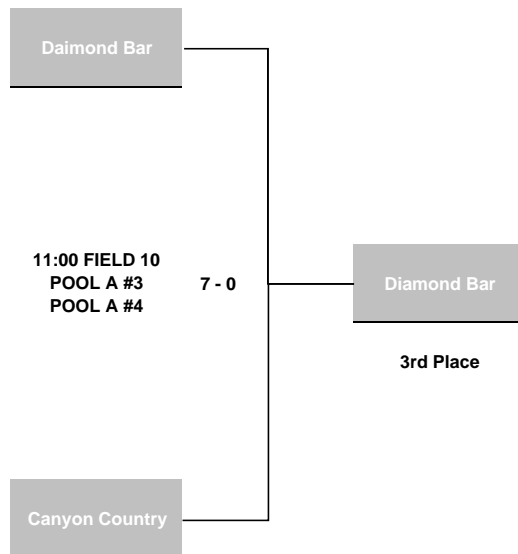 Daimond Bar
11:00 FIELD 10
POOL A #3
POOL A #4
7 - 0
Diamond Bar
3rd Place
Canyon Country